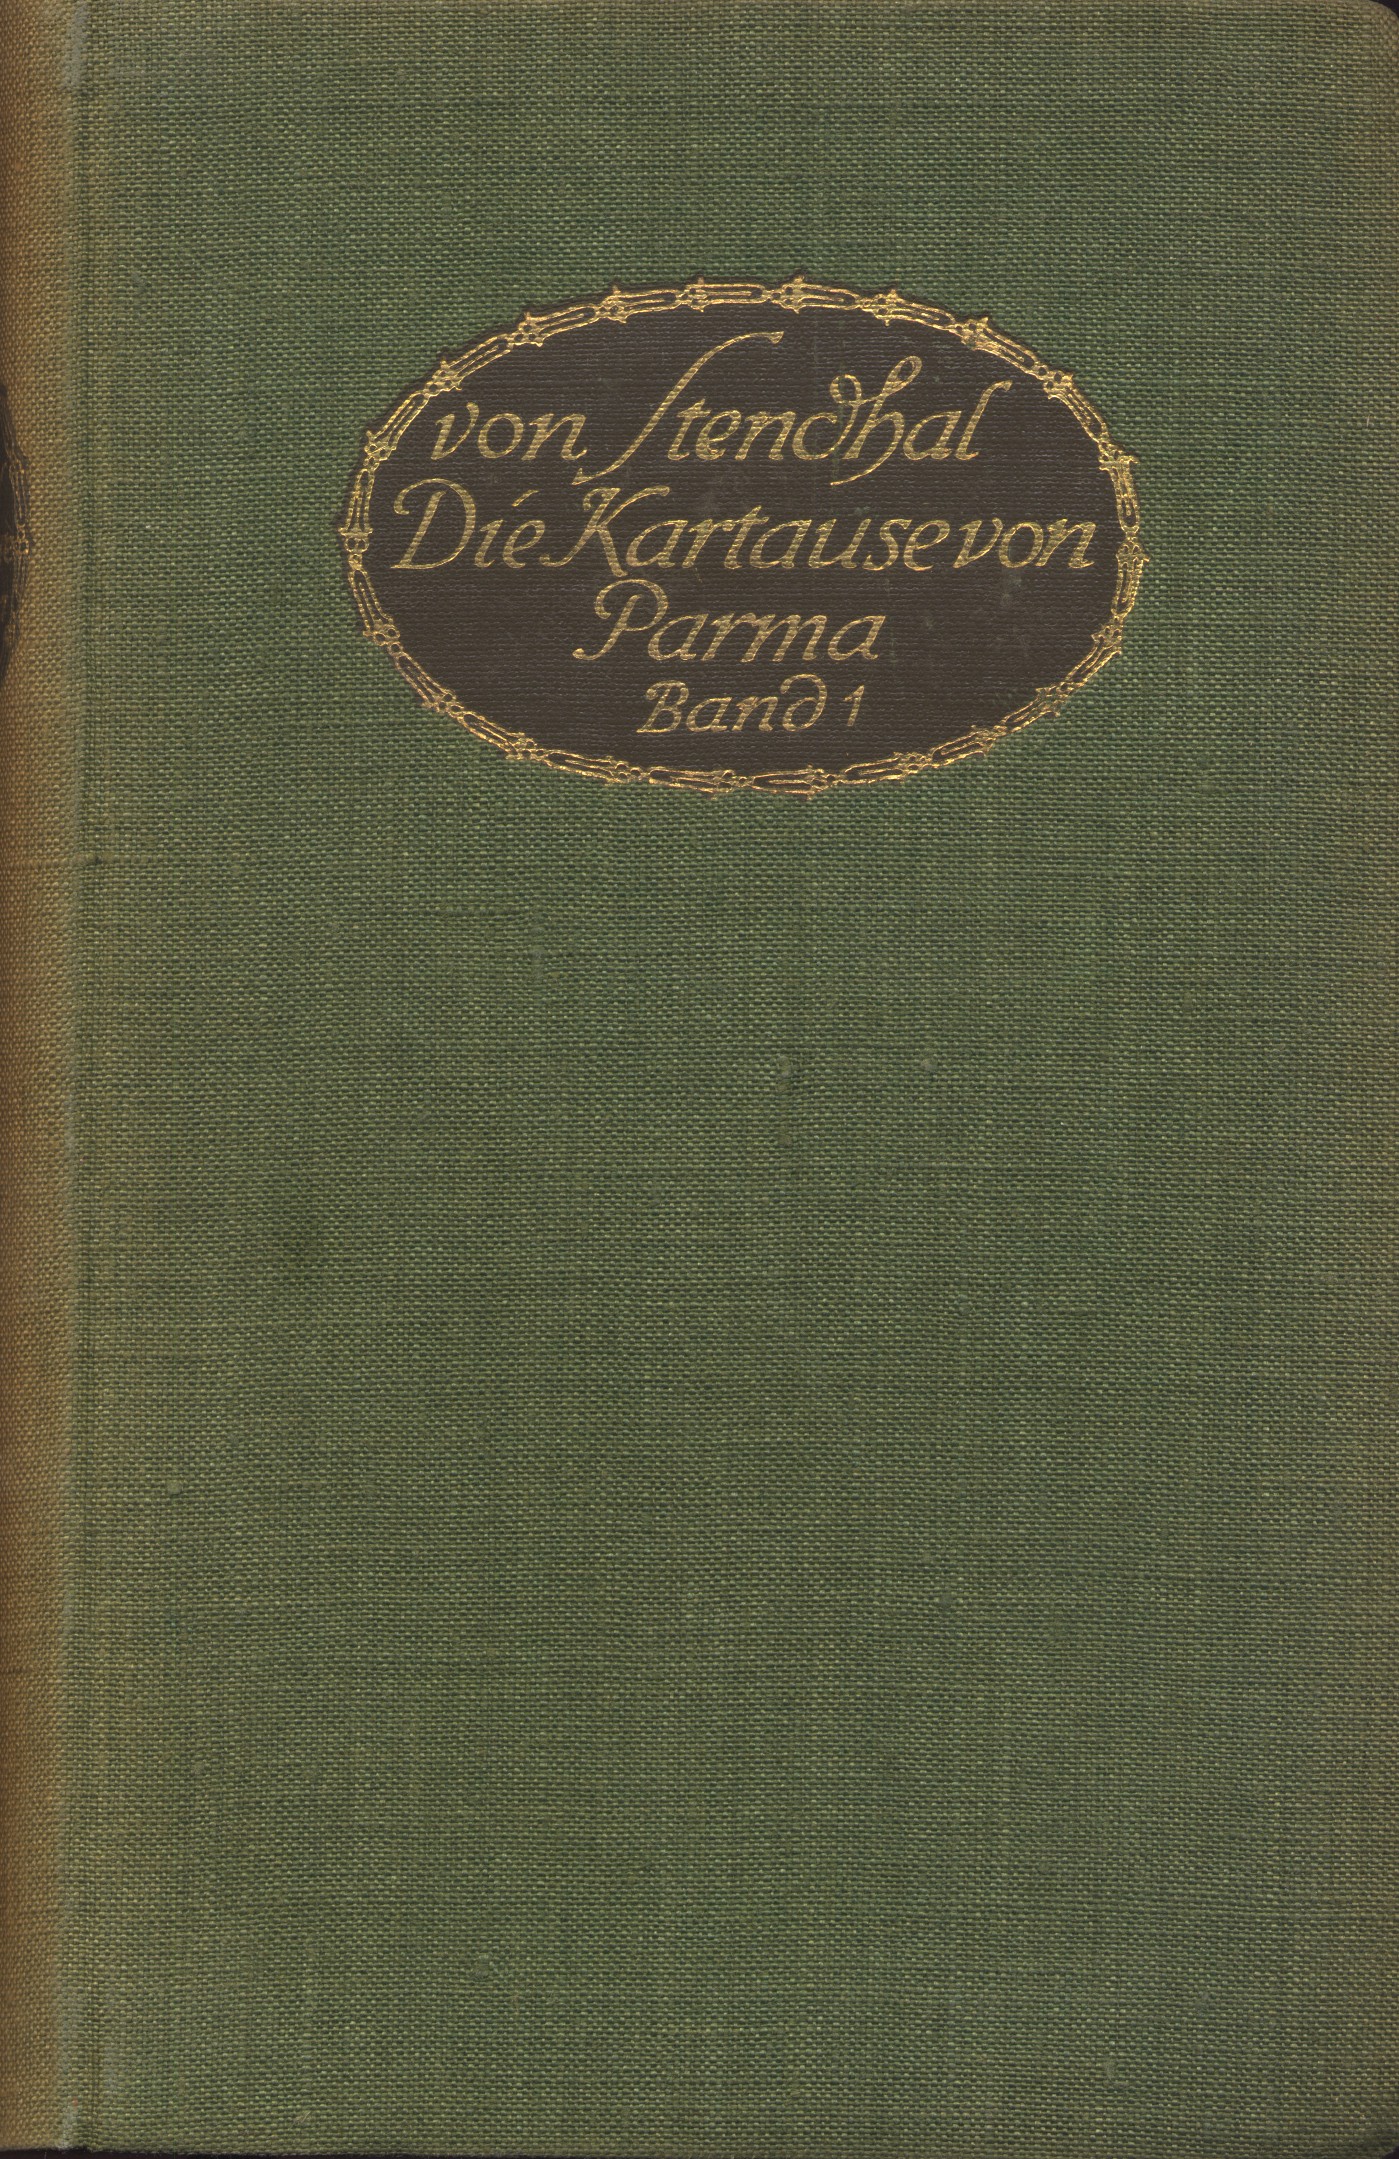 von Stendhal
Die Kartause von
Parma
Band 1